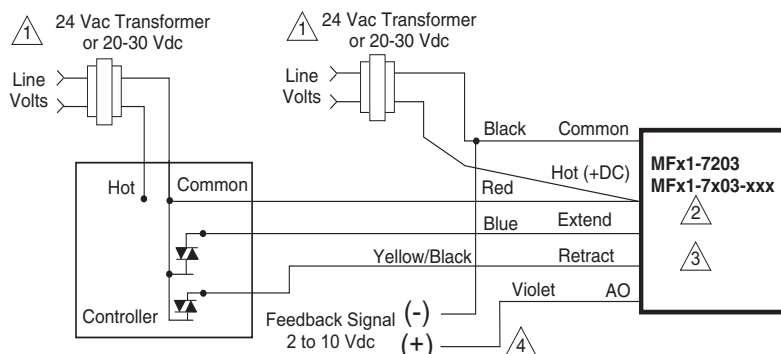 1
24 Vac Transformer
or 20-30 Vdc
Line
Volts
1
24 Vac Transformer
or 20-30 Vdc
Line
Volts
Hot
Common
Controller
Black
Common
Hot (+DC)
Red
Blue
Extend
Yellow/Black
Retract
Violet
AO
Feedback Signal
2 to 10 Vdc
(-)
(+)
4
MFx1-7203
MFx1-7x03-xxx
2
3